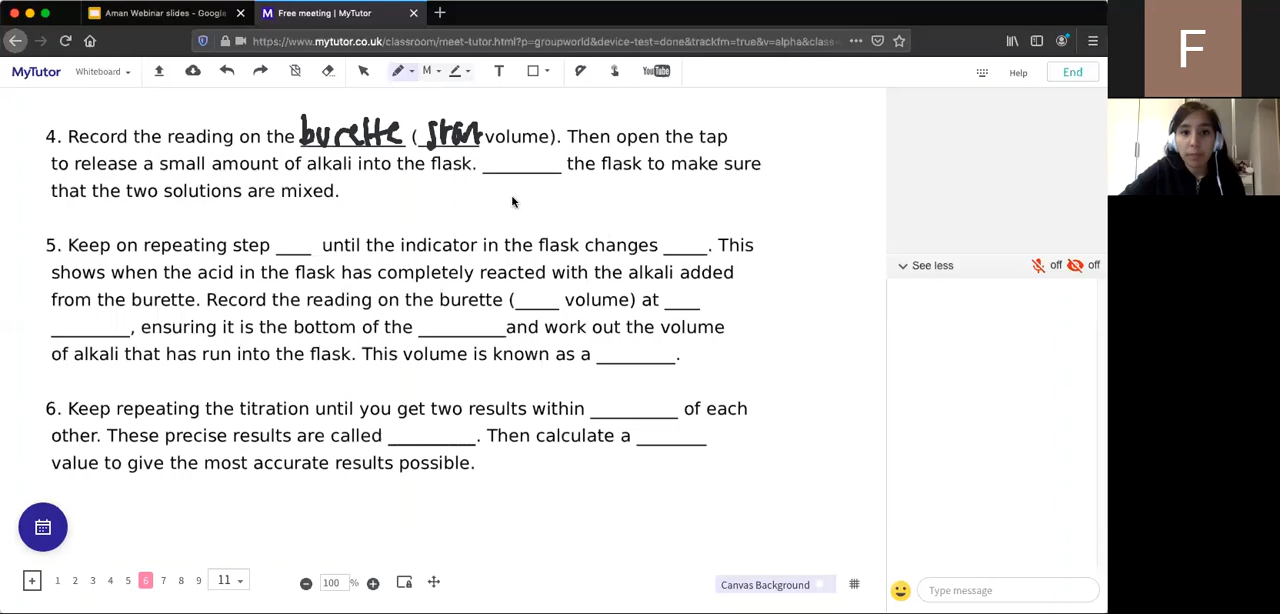 Aman Webinar slides - Google
Free meeting | MyTutor
https://www.mytutor.co.uk/classroom/meet-tutor.html?p=groupworld&device-test=done&trackfm=true&v=alpha&class
MyTutor
Whiteboard
M
T
YouTube
Help
End
4. Record the reading on the burette (start volume). Then open the tap
to release a small amount of alkali into the flask. ________ the flask to make sure
that the two solutions are mixed.
5. Keep on repeating step ____ until the indicator in the flask changes _____. This
shows when the acid in the flask has completely reacted with the alkali added
from the burette. Record the reading on the burette (_____ volume) at ____
_________, ensuring it is the bottom of the __________and work out the volume
of alkali that has run into the flask. This volume is known as a _________.
6. Keep repeating the titration until you get two results within __________ of each
other. These precise results are called __________. Then calculate a ________
value to give the most accurate results possible.
1 2 3 4 5 6 7 8 9 11
100 %
Canvas Background
F
See less
off
off
Type message